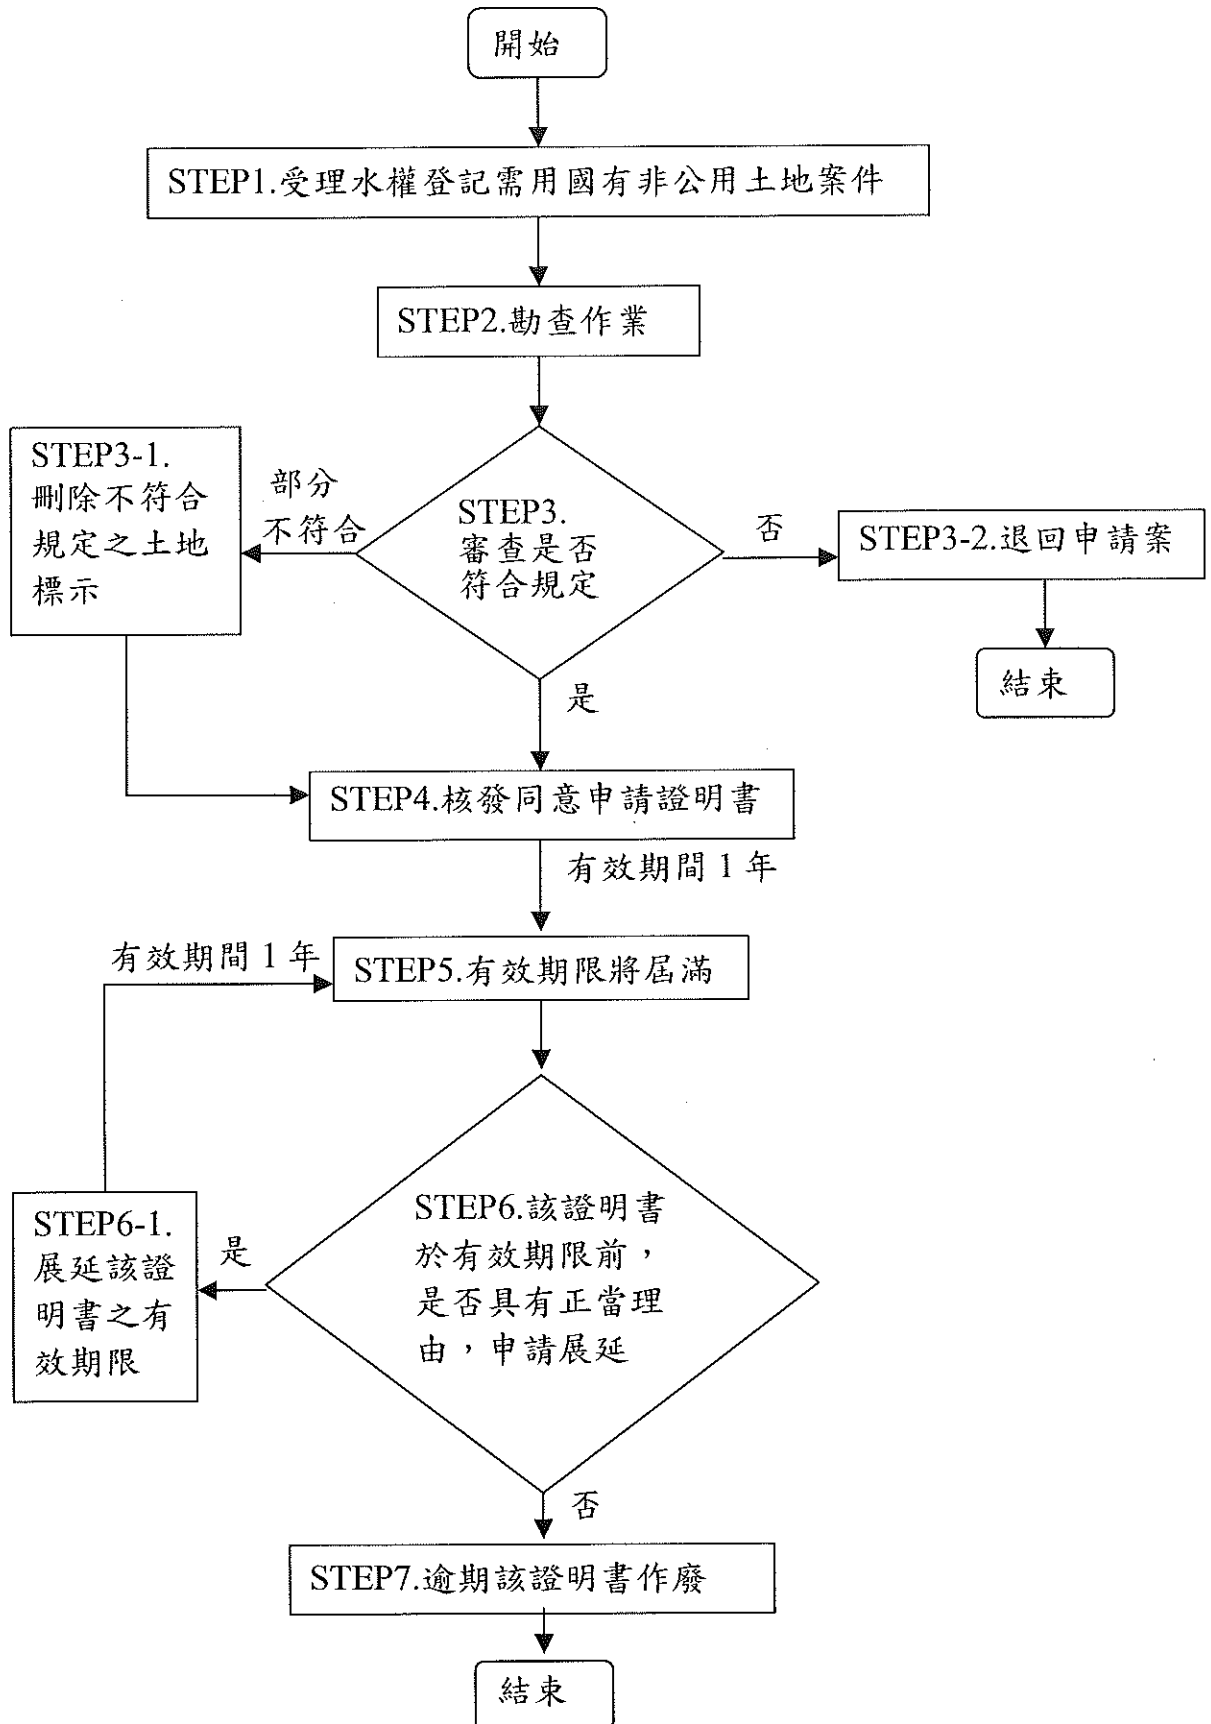 開始
STEP1.受理水權登記需用國有非公用土地案件
STEP2.勘查作業
STEP3-1.
刪除不符合
規定之土地
標示
部分
不符合
STEP3.
審查是否
符合規定
否
STEP3-2.退回申請案
結束
是
STEP4.核發同意申請證明書
有效期間 1 年
有效期間 1 年
STEP5.有效期限將屆滿
STEP6-1.
展延該證
明書之有
效期限
是
STEP6.該證明書
於有效期限前，
是否具有正當理
由，申請展延
否
STEP7.逾期該證明書作廢
結束